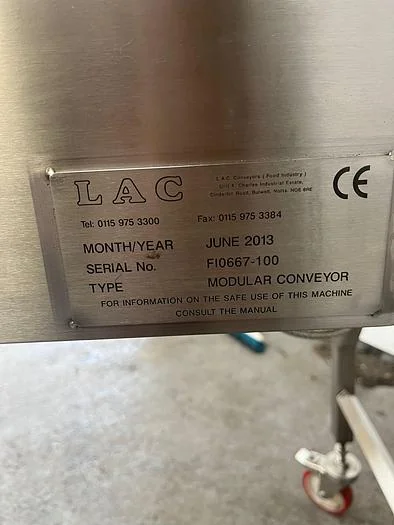 LAC
L.A.C. Conveyors ( Food Industry )
Unit 4, Charles Industrial Estate,
Cinderhill Road, Bulwell, Notts. NG6 8RE
CE
Tel: 0115 975 3300 Fax: 0115 975 3384
MONTH/YEAR JUNE 2013
SERIAL No. FI0667-100
TYPE MODULAR CONVEYOR
FOR INFORMATION ON THE SAFE USE OF THIS MACHINE
CONSULT THE MANUAL